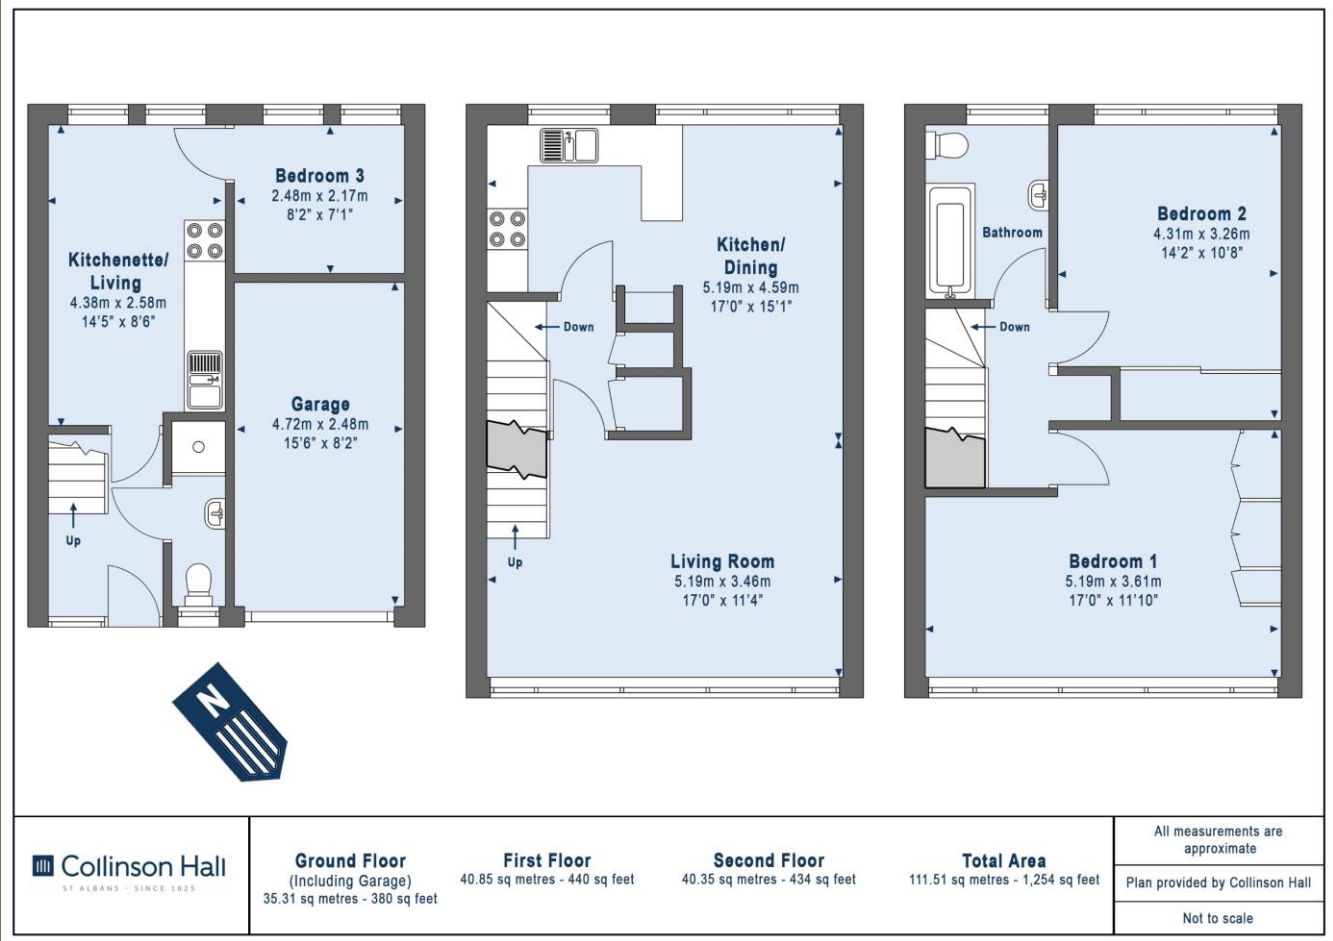 Bedroom 3
2.48m x 2.17m
8'2" x 7'1"
Kitchenette/
Living
4.38m x 2.58m
14'5" x 8'6"
Garage
4.72m x 2.48m
15'6" x 8'2"
Up
Kitchen/
Dining
5.19m x 4.59m
17'0" x 15'1"
Down
Living Room
5.19m x 3.46m
17'0" x 11'4"
Up
Bathroom
Bedroom 2
4.31m x 3.26m
14'2" x 10'8"
Down
Bedroom 1
5.19m x 3.61m
17'0" x 11'10"
N
Collinson Hall
ST ALBANS - SINCE 1825
Ground Floor
(Including Garage)
35.31 sq metres - 380 sq feet
First Floor
40.85 sq metres - 440 sq feet
Second Floor
40.35 sq metres - 434 sq feet
Total Area
111.51 sq metres - 1,254 sq feet
All measurements are
approximate
Plan provided by Collinson Hall
Not to scale